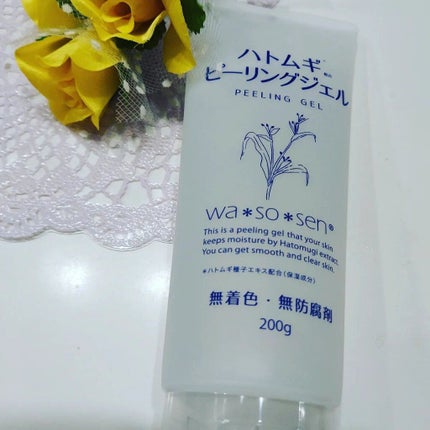 ハトムギ*
ピーリングジェル
PEELING GEL
wa*so*sen®
This is a peeling gel that your skin
keeps moisture by Hatomugi extract.
You can get smooth and clear skin.
*ハトムギ種子エキス配合(保湿成分)
無着色・無防腐剤
200g